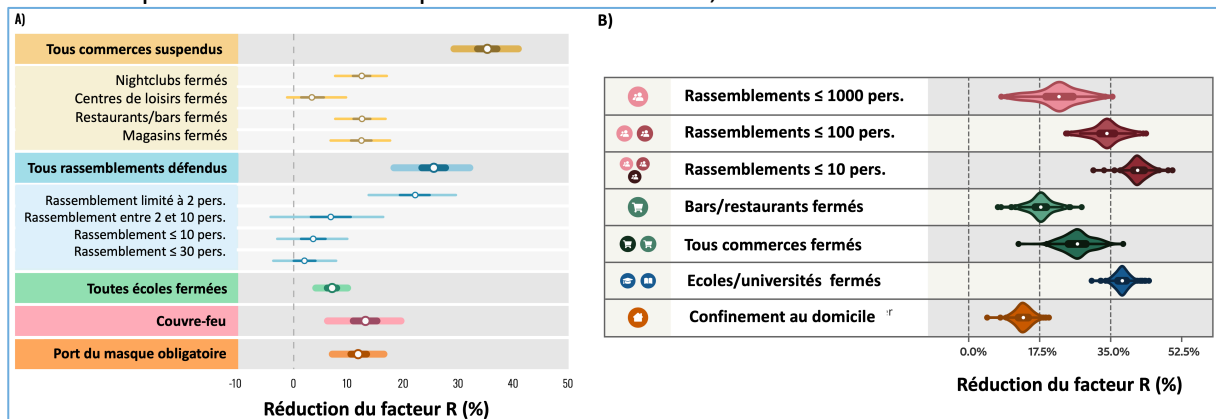 A)
Tous commerces suspendus
Nightclubs fermés
Centres de loisirs fermés
Restaurants/bars fermés
Magasins fermés
Tous rassemblements défendus
Rassemblement limité à 2 pers.
Rassemblement entre 2 et 10 pers.
Rassemblement ≤ 10 pers.
Rassemblement ≤ 30 pers.
Toutes écoles fermées
Couvre-feu
Port du masque obligatoire
-10 0 10 20 30 40 50
Réduction du facteur R (%)
B)
Rassemblements ≤ 1000 pers.
Rassemblements ≤ 100 pers.
Rassemblements ≤ 10 pers.
Bars/restaurants fermés
Tous commerces fermés
Ecoles/universités fermés
Confinement au domicile
0.0% 17.5% 35.0% 52.5%
Réduction du facteur R (%)